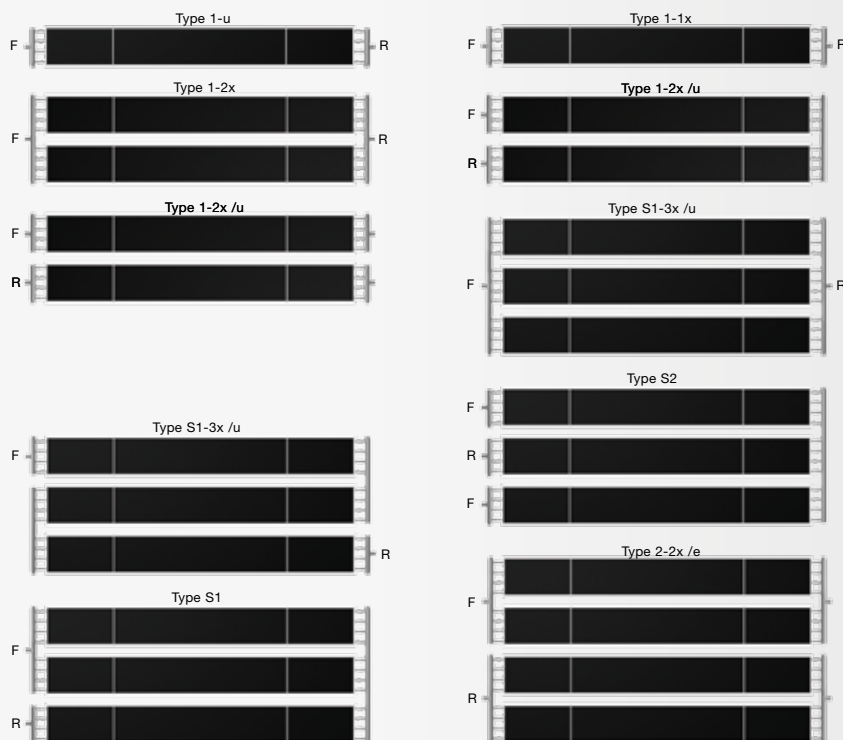 Type 1-u
F R
Type 1-2x
F R
Type 1-2x /u
F
R
Type S1-3x /u
F
R
Type S1
F
R
Type 1-1x
F R
Type 1-2x /u
F
R
Type S1-3x /u
F R
Type S2
F
R
F
Type 2-2x /e
F
R